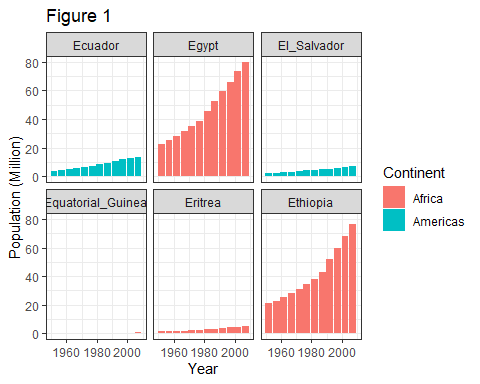 Figure 1
Ecuador
Egypt
El_Salvador
80
60
40
20
0
Equatorial_Guinea
Eritrea
Ethiopia
80
60
40
20
0
1960 1980 2000
1960 1980 2000
1960 1980 2000
Year
Population (Million)
Continent
Africa
Americas